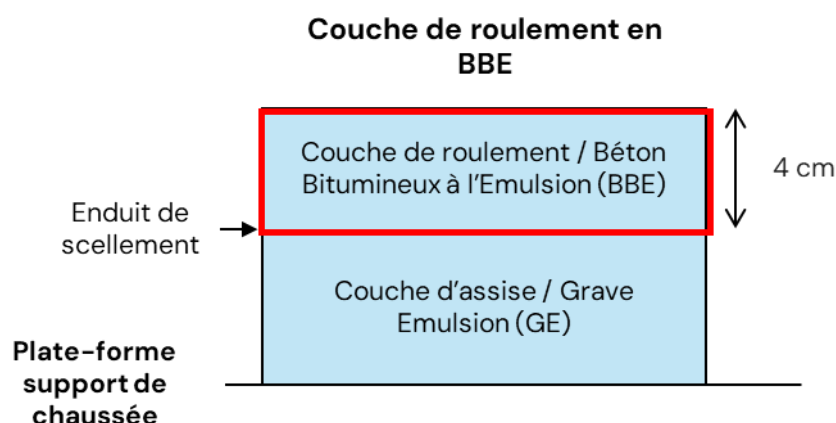 Couche de roulement en
BBE
Couche de roulement / Béton
Bitumineux à l'Emulsion (BBE)
4 cm
Enduit de
scellement
Couche d'assise / Grave
Emulsion (GE)
Plate-forme
support de
chaussée